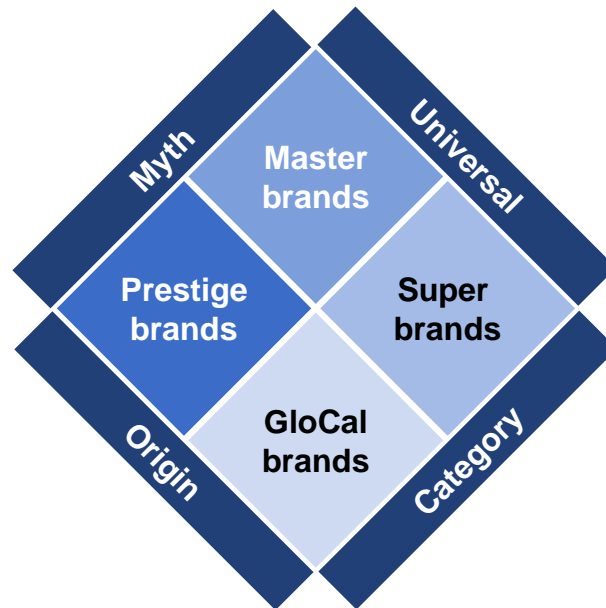 Myth
Universal
Master
brands
Prestige
brands
Super
brands
GloCal
brands
Origin
Category